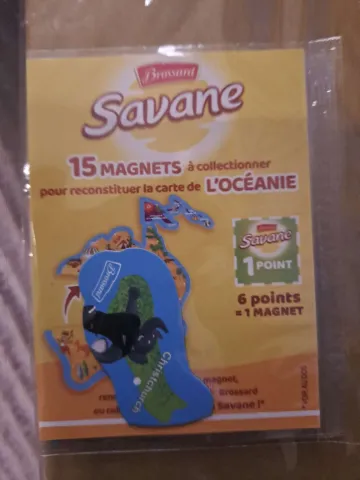 Brossard
Savane
15 MAGNETS à collectionner
pour reconstituer la carte de L'OCÉANIE
Savane
1 POINT
6 points
= 1 MAGNET
Brossard
Christchurch
magnet,
Brossard
Savane !*